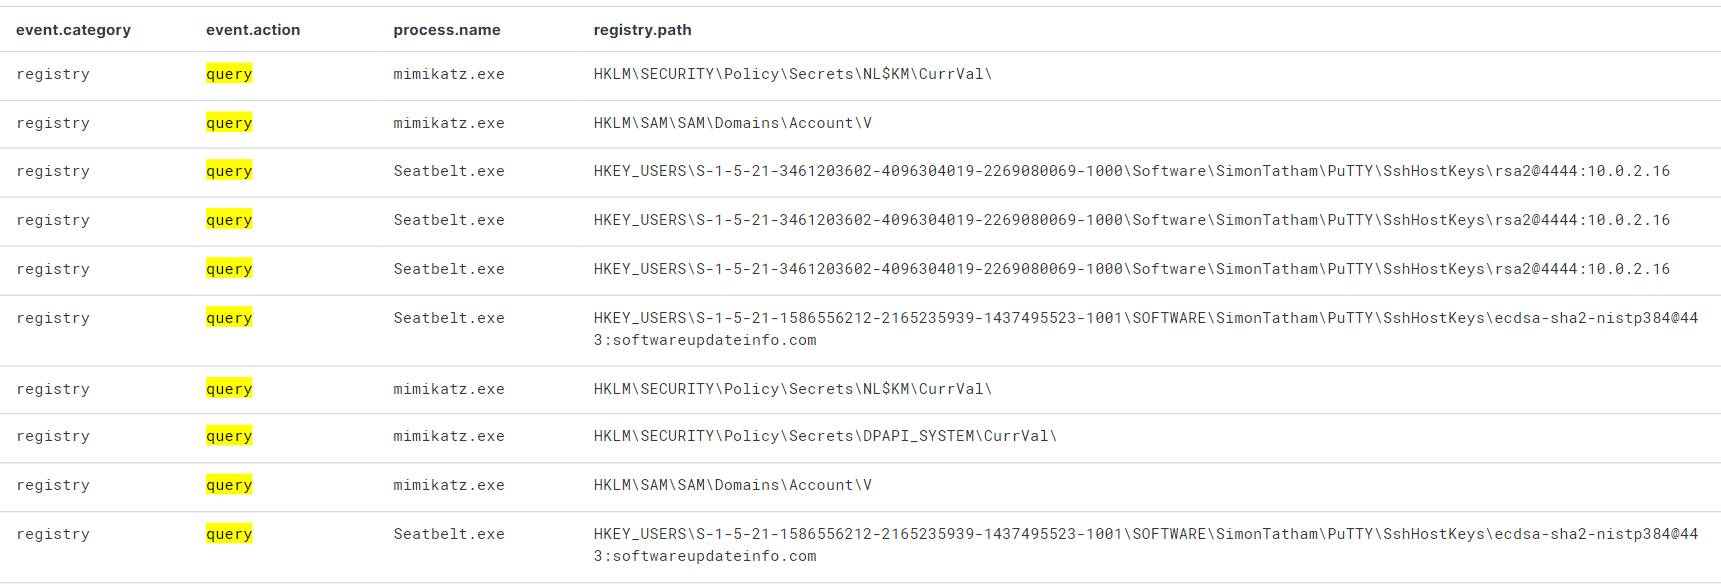 event.category event.action process.name registry.path
registry query mimikatz.exe HKLM\SECURITY\Policy\Secrets\NL$KM\CurrVal\
registry query mimikatz.exe HKLM\SAM\SAM\Domains\Account\V
registry query Seatbelt.exe HKEY_USERS\S-1-5-21-3461203602-4096304019-2269080069-1000\Software\SimonTatham\PuTTY\SshHostKeys\rsa2@4444:10.0.2.16
registry query Seatbelt.exe HKEY_USERS\S-1-5-21-3461203602-4096304019-2269080069-1000\Software\SimonTatham\PuTTY\SshHostKeys\rsa2@4444:10.0.2.16
registry query Seatbelt.exe HKEY_USERS\S-1-5-21-3461203602-4096304019-2269080069-1000\Software\SimonTatham\PuTTY\SshHostKeys\rsa2@4444:10.0.2.16
registry query Seatbelt.exe HKEY_USERS\S-1-5-21-1586556212-2165235939-1437495523-1001\SOFTWARE\SimonTatham\PuTTY\SshHostKeys\ecdsa-sha2-nistp384@44
3:softwareupdateinfo.com
registry query mimikatz.exe HKLM\SECURITY\Policy\Secrets\NL$KM\CurrVal\
registry query mimikatz.exe HKLM\SECURITY\Policy\Secrets\DPAPI_SYSTEM\CurrVal\
registry query mimikatz.exe HKLM\SAM\SAM\Domains\Account\V
registry query Seatbelt.exe HKEY_USERS\S-1-5-21-1586556212-2165235939-1437495523-1001\SOFTWARE\SimonTatham\PuTTY\SshHostKeys\ecdsa-sha2-nistp384@44
3:softwareupdateinfo.com